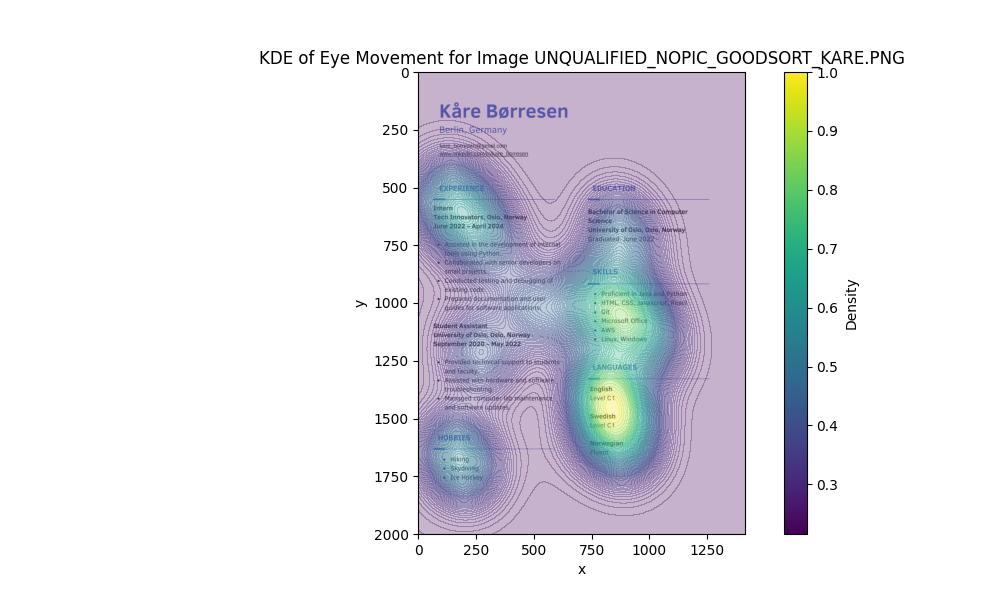 KDE of Eye Movement for Image UNQUALIFIED_NOPIC_GOODSORT_KARE.PNG
0
250
500
750
1000
1250
1500
1750
2000
y
0
250
500
750
1000
1250
x
1.0
0.9
0.8
0.7
0.6
0.5
0.4
0.3
Density
Kåre Børresen
Berlin, Germany
EXPERIENCE
Intern
Tech Innovators, Oslo, Norway
June 2022 – April 2024
• Assisted in the development of internal
tools using Python.
• Collaborated with senior developers on
small projects.
• Conducted testing and debugging of
existing code.
• Prepared documentation and user
guides for software applications.
Student Assistant
University of Oslo, Oslo, Norway
September 2020 – May 2022
• Provided technical support to students
and faculty.
• Assisted with hardware and software
troubleshooting.
• Managed computer lab maintenance
and software updates.
HOBBIES
• Hiking
• Skydiving
• Ice Hockey
EDUCATION
Bachelor of Science in Computer
Science
University of Oslo, Oslo, Norway
Graduated: June 2022
SKILLS
• Proficient in Java and Python
• HTML, CSS, Javascript, React
• Git
• Microsoft Office
• AWS
• Linux, Windows
LANGUAGES
English
Level C1
Swedish
Level C1
Norwegian
Fluent